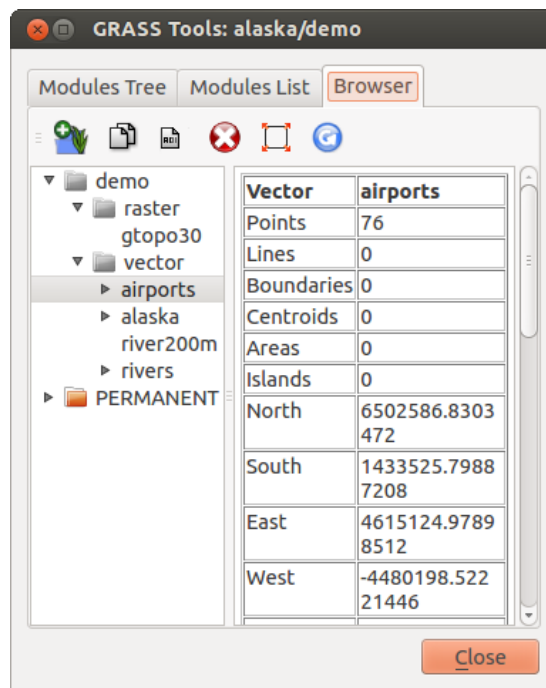 GRASS Tools: alaska/demo
Modules Tree
Modules List
Browser
demo
raster
gtopo30
vector
airports
alaska
river200m
rivers
PERMANENT
Vector airports
Points 76
Lines 0
Boundaries 0
Centroids 0
Areas 0
Islands 0
North 6502586.8303
472
South 1433525.7988
7208
East 4615124.9789
8512
West -4480198.522
21446
Close